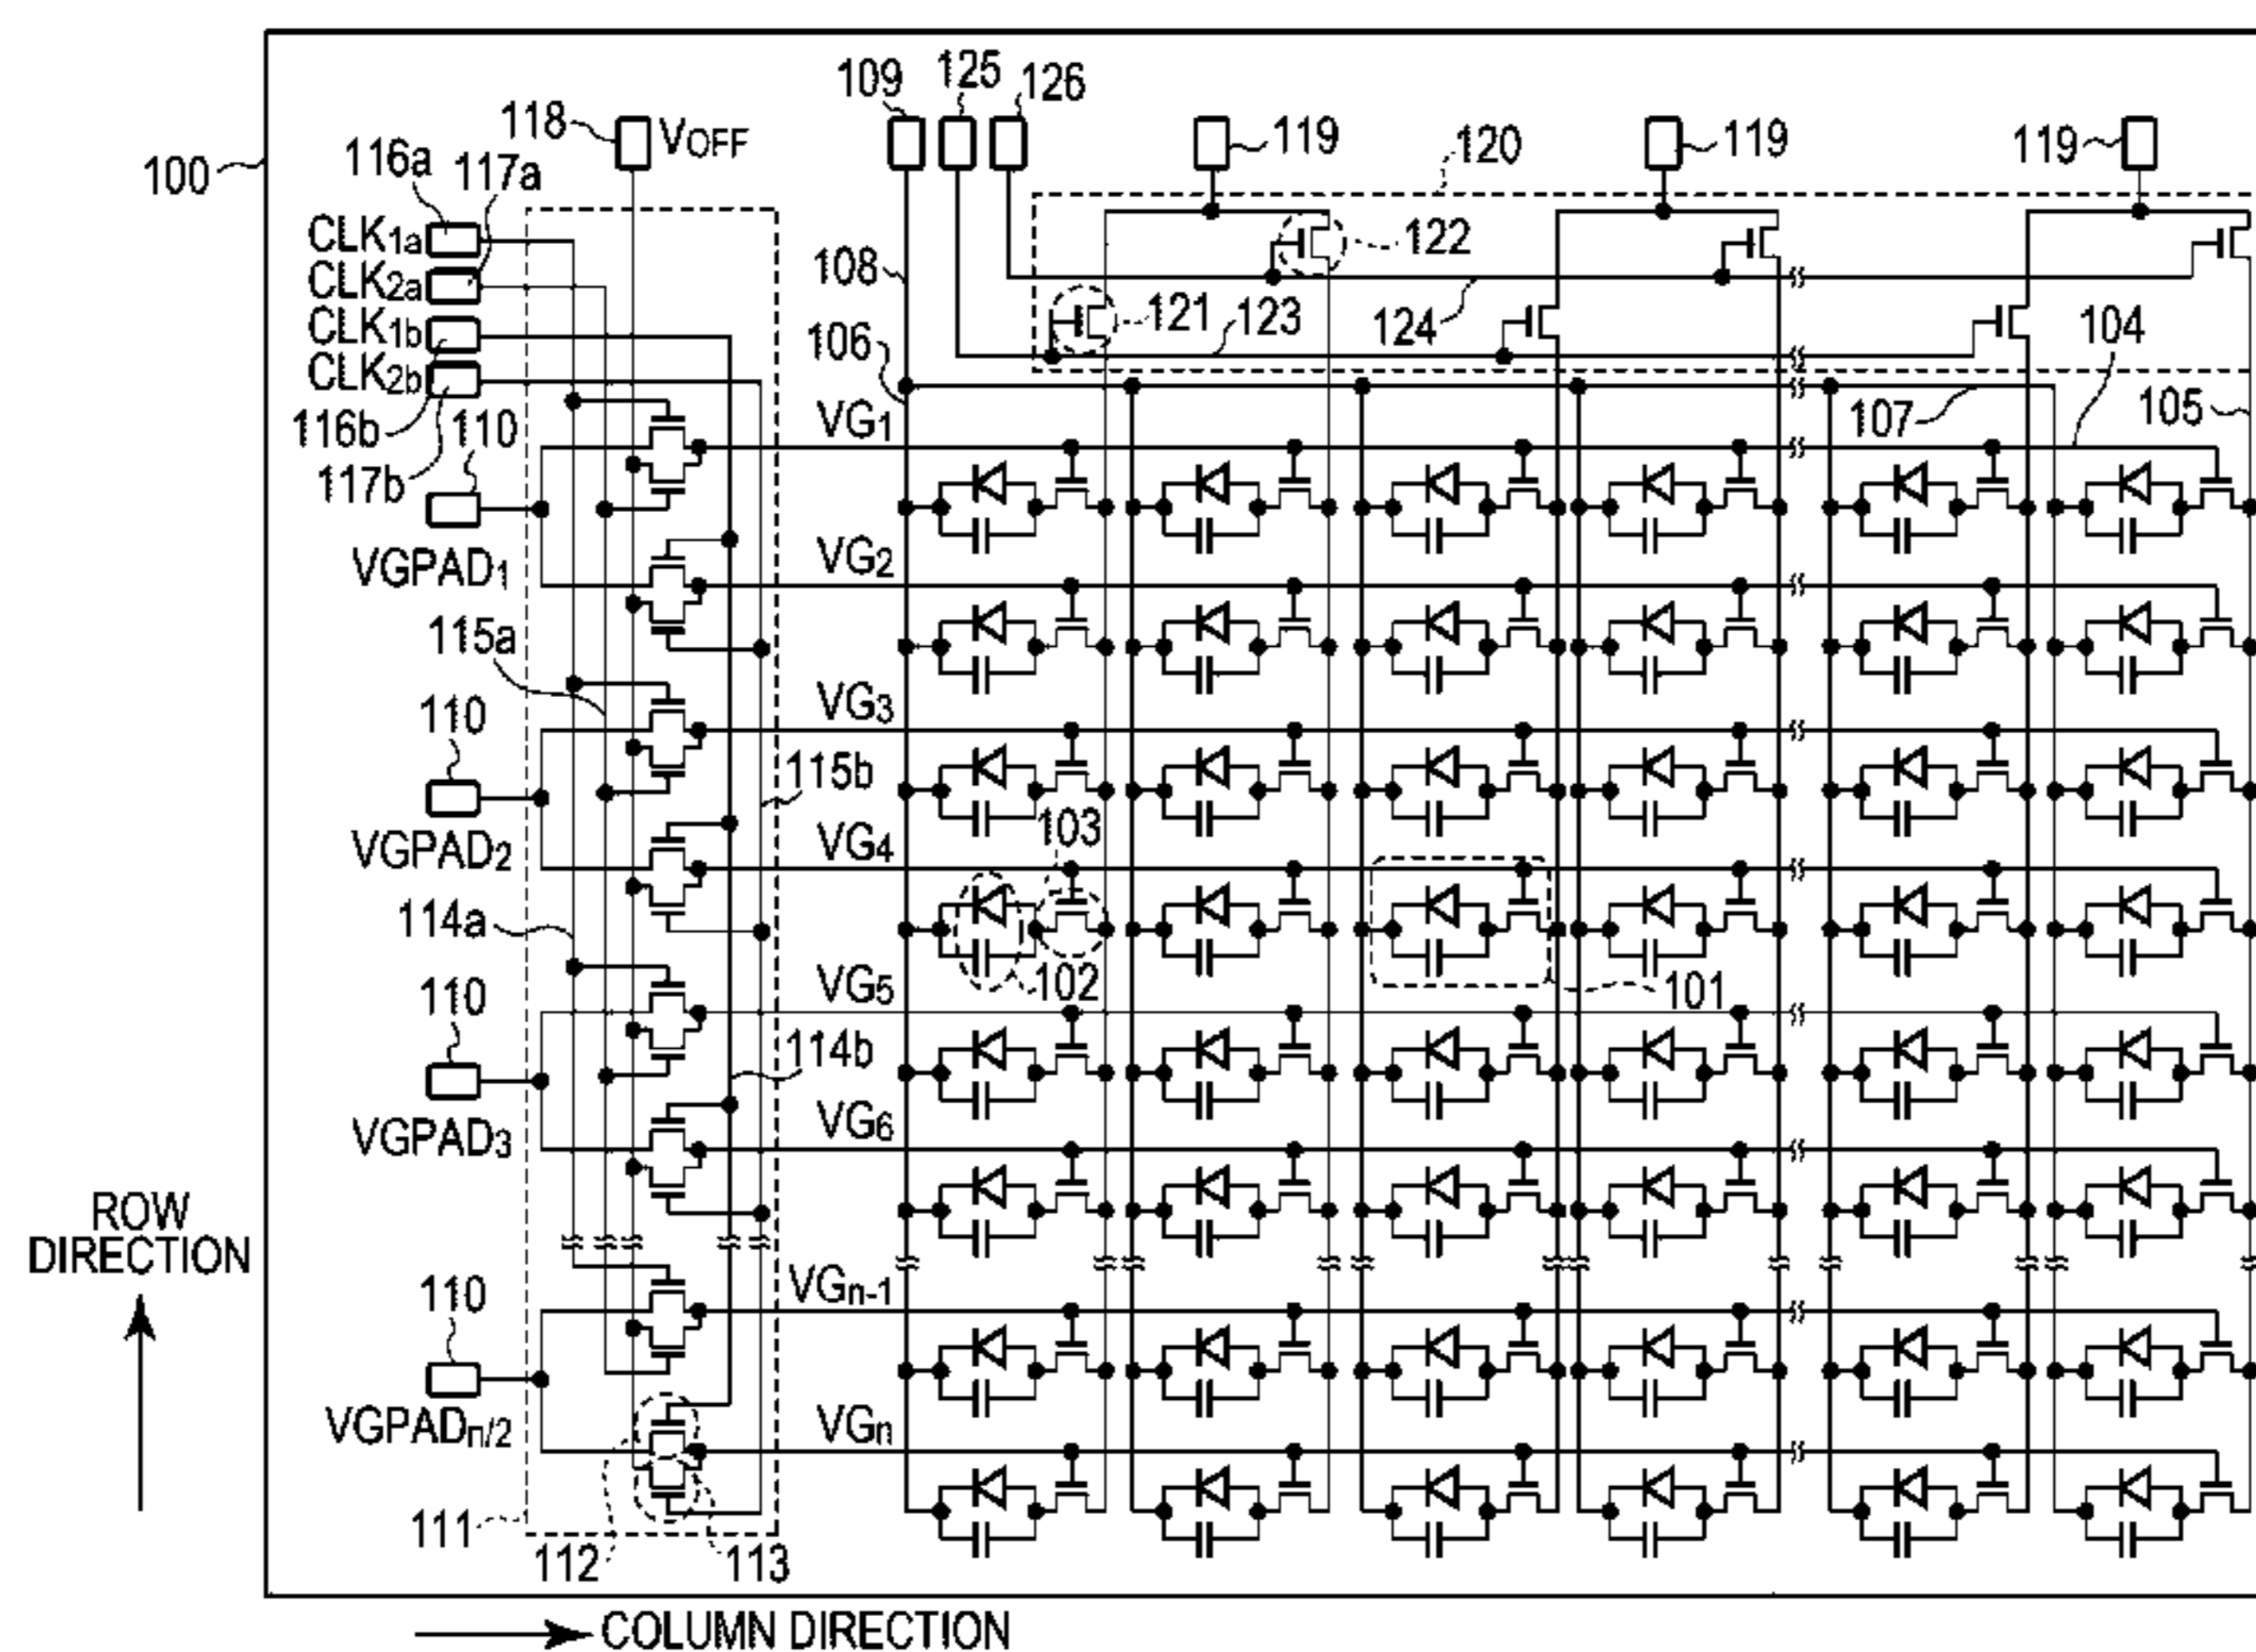 109
125
126
118
VOFF
119
119
119
120
100
116a
117a
CLK1a
CLK2a
CLK1b
CLK2b
108
122
121
123
124
104
106
116b
110
117b
VG1
107
105
VGPAD1
VG2
115a
110
VG3
115b
VGPAD2
VG4
103
114a
110
VG5
102
101
114b
VGPAD3
VG6
ROW
DIRECTION
110
VGn-1
VGPADn/2
VGn
111
112
113
COLUMN DIRECTION